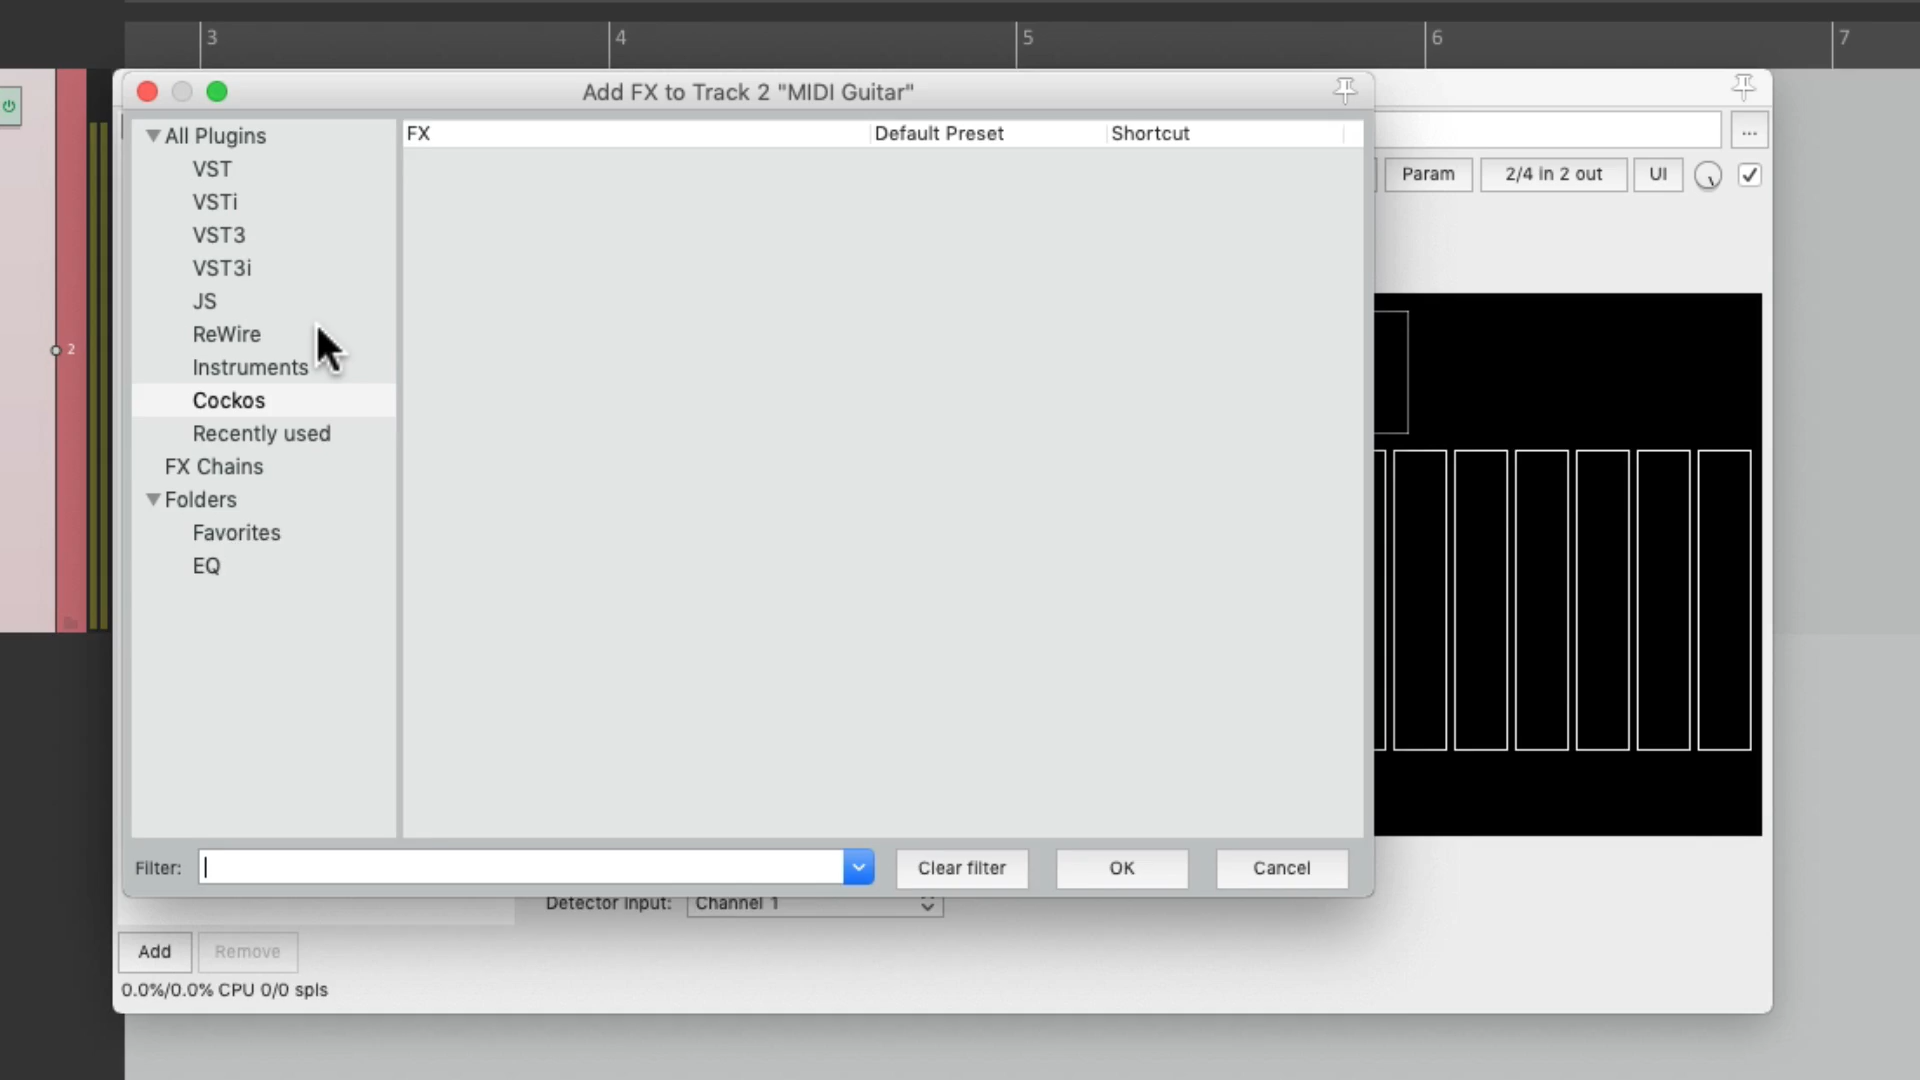 3 4 5 6 7
Add FX to Track 2 "MIDI Guitar"
All Plugins
VST
VSTi
VST3
VST3i
JS
ReWire
Instruments
Cockos
Recently used
FX Chains
Folders
Favorites
EQ
FX Default Preset Shortcut
...
Param 2/4 in 2 out UI
2
Filter: Clear filter OK Cancel
Detector input: Channel 1
Add Remove
0.0%/0.0% CPU 0/0 spls